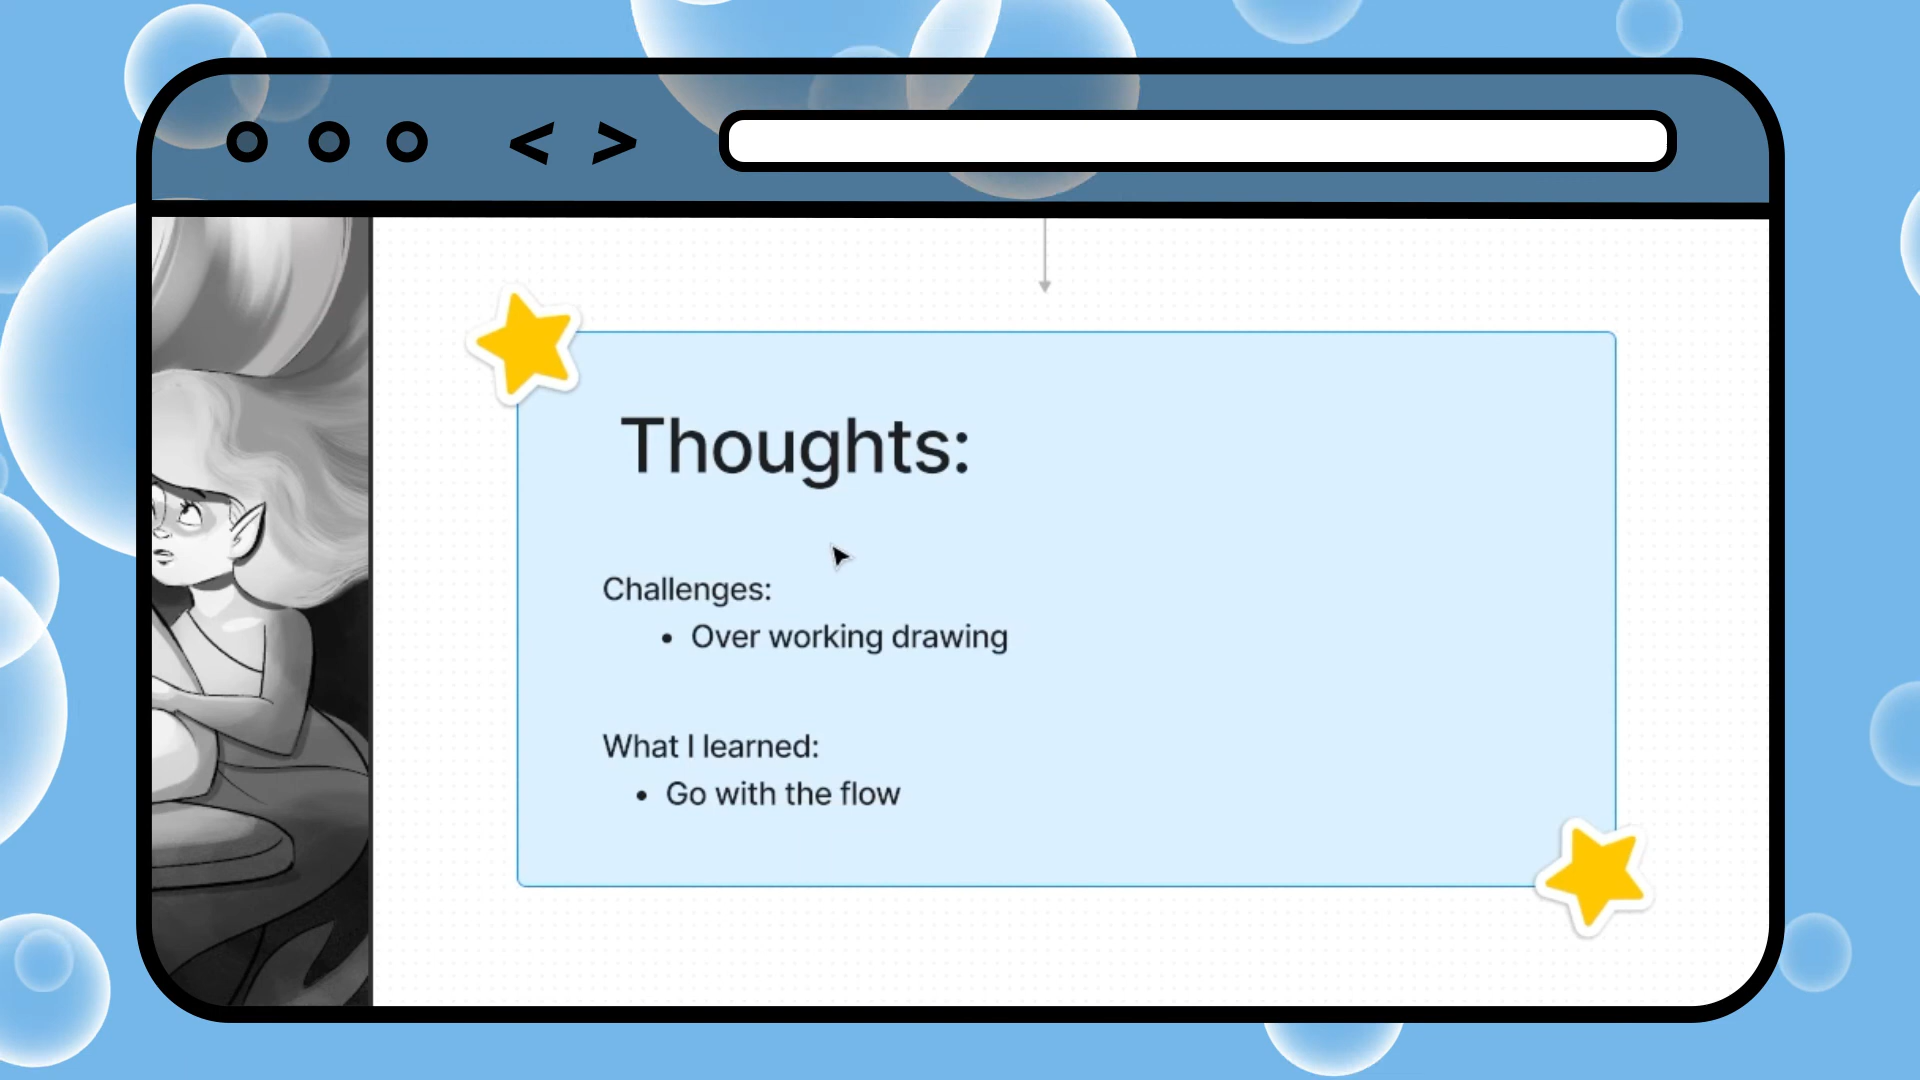 < >
Thoughts:
Challenges:
• Over working drawing
What I learned:
• Go with the flow